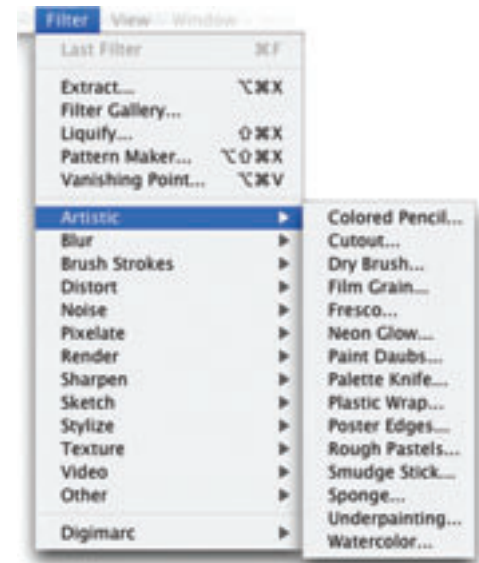 Filter View Window
Last Filter ⌘F
Extract... ⌥⌘X
Filter Gallery...
Liquify... ⇧⌘X
Pattern Maker... ⌥⇧⌘X
Vanishing Point... ⌥⌘V
Artistic ▶
Blur ▶
Brush Strokes ▶
Distort ▶
Noise ▶
Pixelate ▶
Render ▶
Sharpen ▶
Sketch ▶
Stylize ▶
Texture ▶
Video ▶
Other ▶
Digimarc ▶
Colored Pencil...
Cutout...
Dry Brush...
Film Grain...
Fresco...
Neon Glow...
Paint Daubs...
Palette Knife...
Plastic Wrap...
Poster Edges...
Rough Pastels...
Smudge Stick...
Sponge...
Underpainting...
Watercolor...